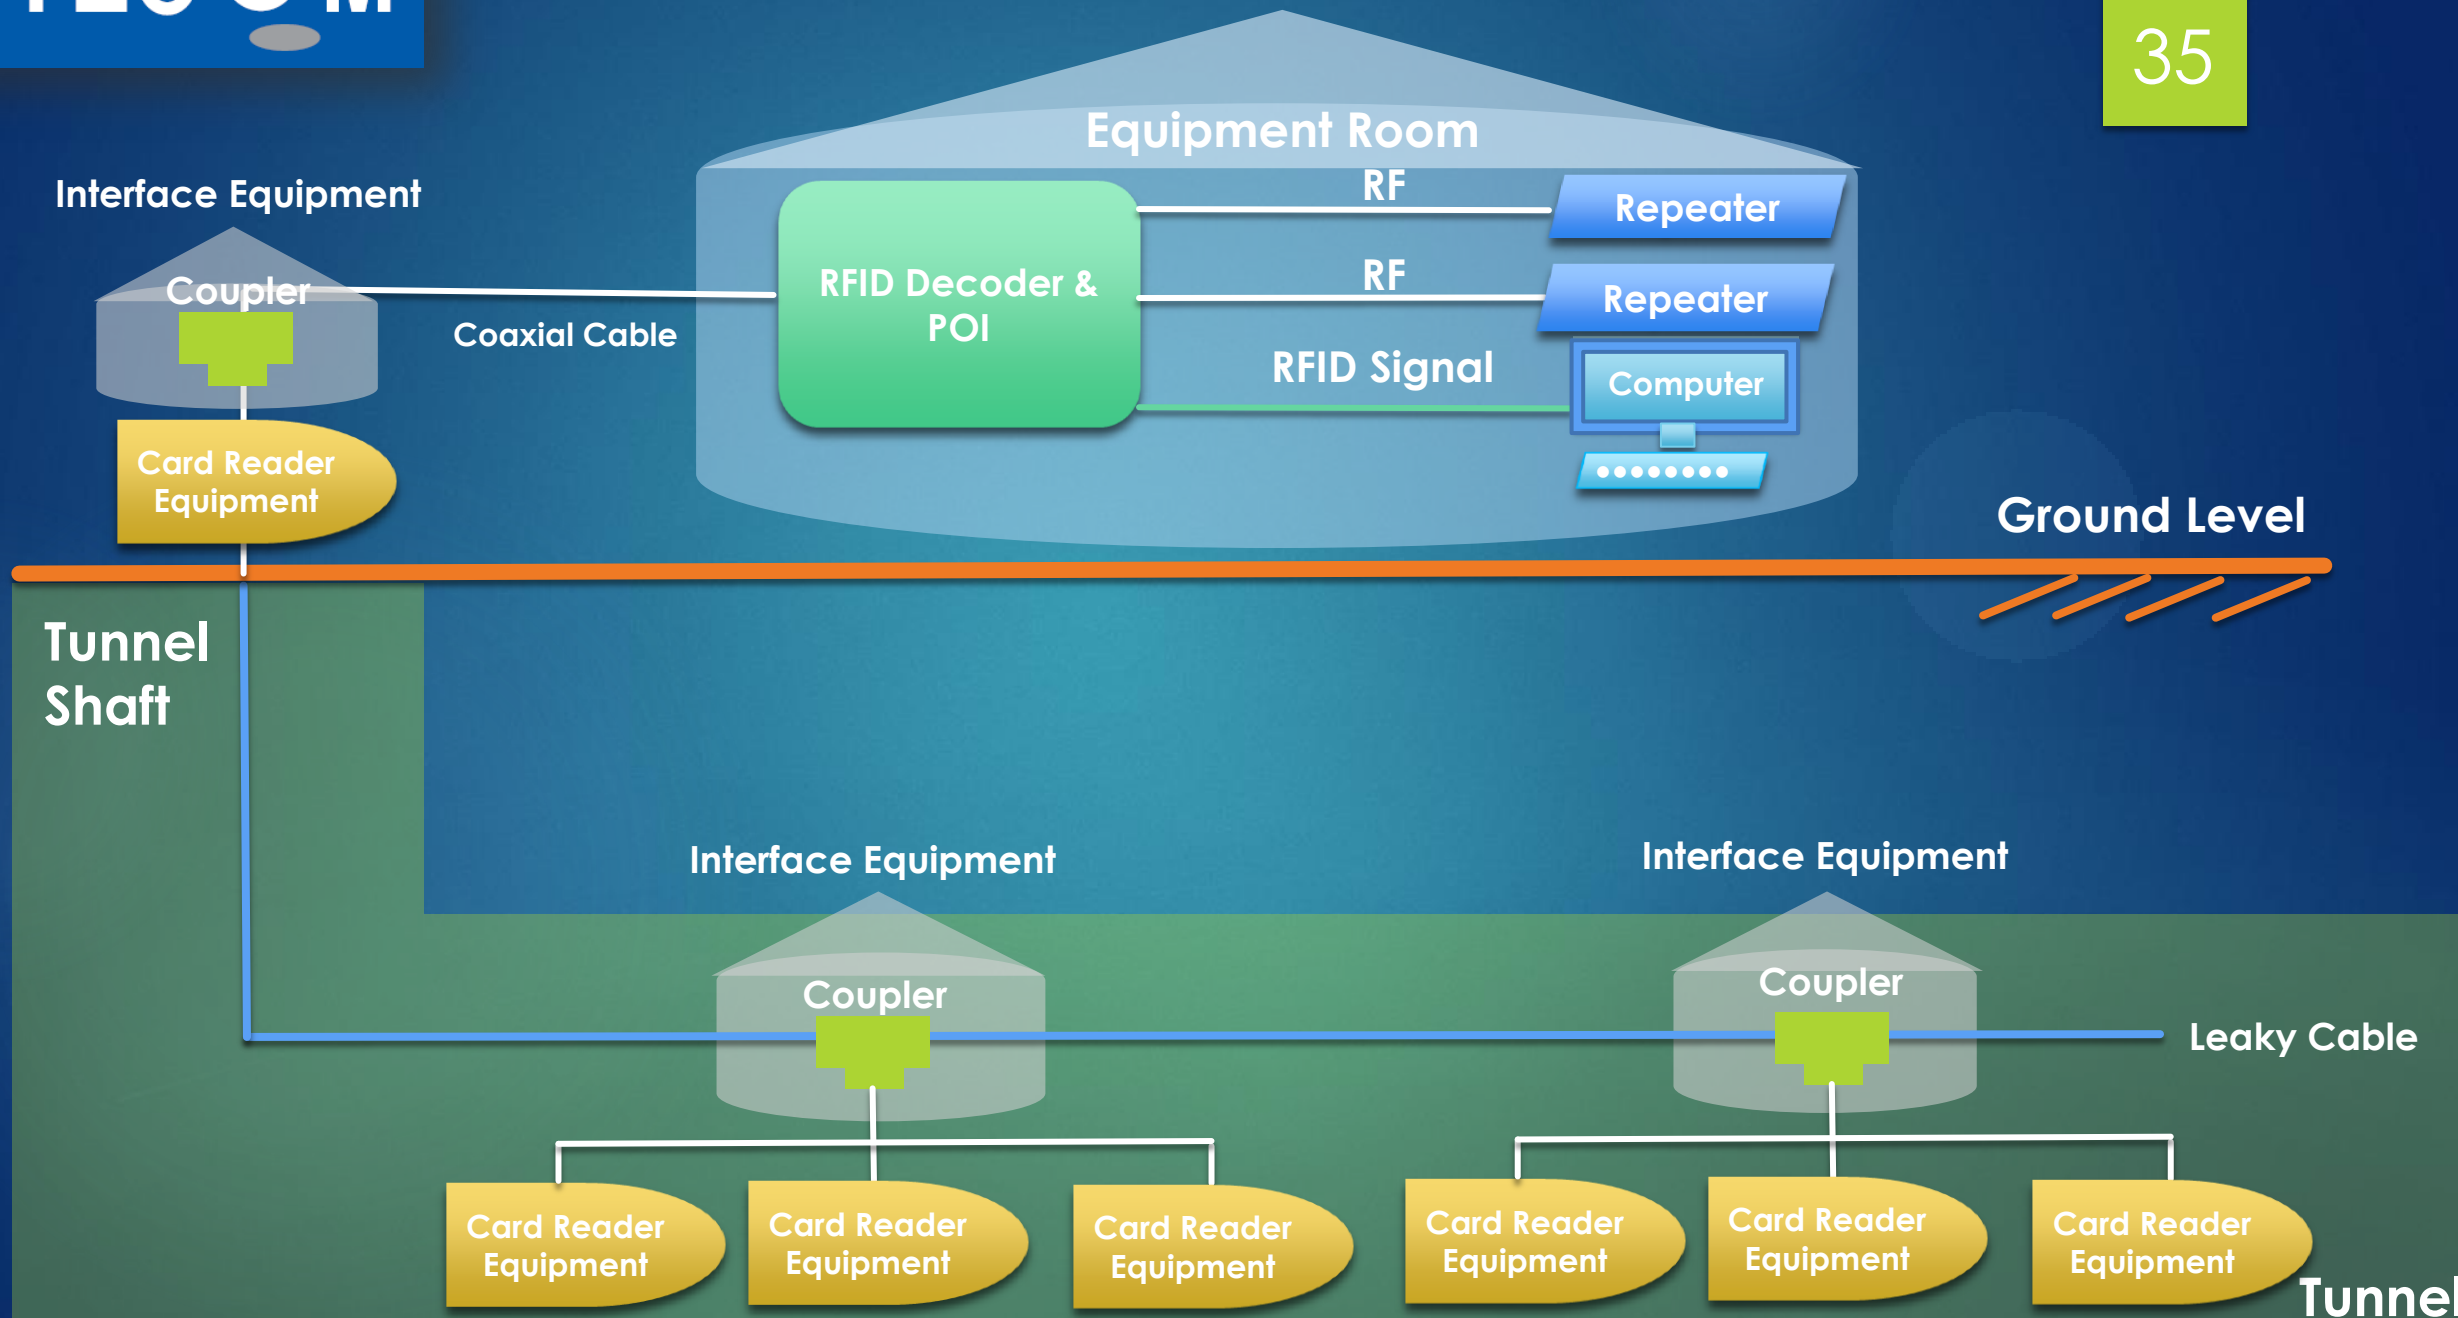 35
Equipment Room
Interface Equipment
RF
Repeater
Coupler
RFID Decoder &
POI
RF
Repeater
Coaxial Cable
RFID Signal
Computer
Card Reader
Equipment
Ground Level
Tunnel
Shaft
Interface Equipment
Interface Equipment
Coupler
Coupler
Leaky Cable
Card Reader
Equipment
Card Reader
Equipment
Card Reader
Equipment
Card Reader
Equipment
Card Reader
Equipment
Card Reader
Equipment
Tunnel